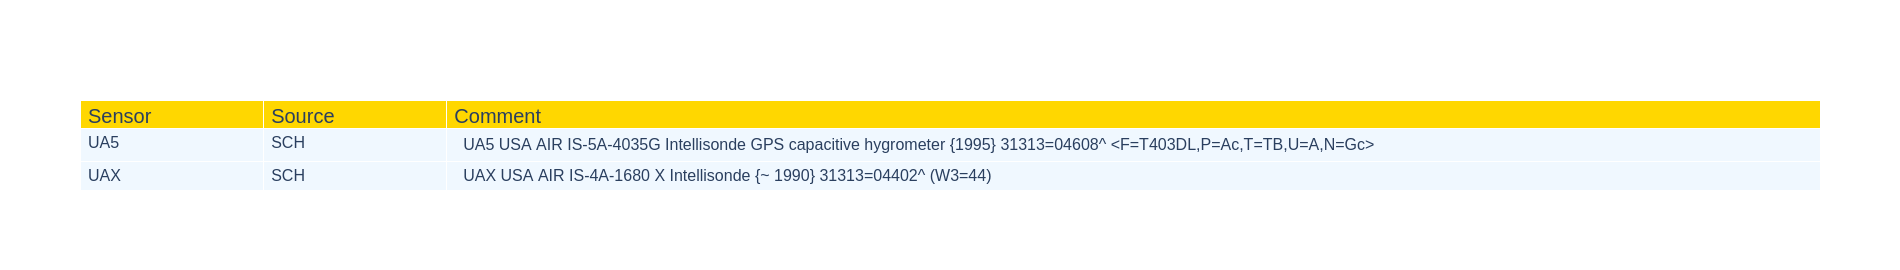 Sensor Source Comment
UA5 SCH UA5 USA AIR IS-5A-4035G Intellisonde GPS capacitive hygrometer {1995} 31313=04608^ <F=T403DL,P=Ac,T=TB,U=A,N=Gc>
UAX SCH UAX USA AIR IS-4A-1680 X Intellisonde {~ 1990} 31313=04402^ (W3=44)